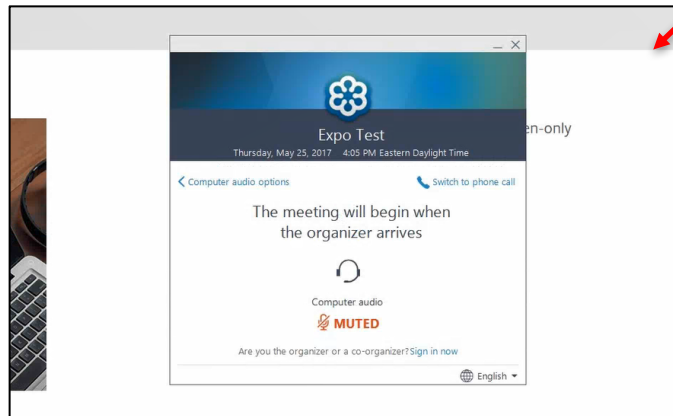 Expo Test
en-only
Thursday, May 25, 2017 4:05 PM Eastern Daylight Time
Computer audio options
Switch to phone call
The meeting will begin when
the organizer arrives
Computer audio
MUTED
Are you the organizer or a co-organizer? Sign in now
English